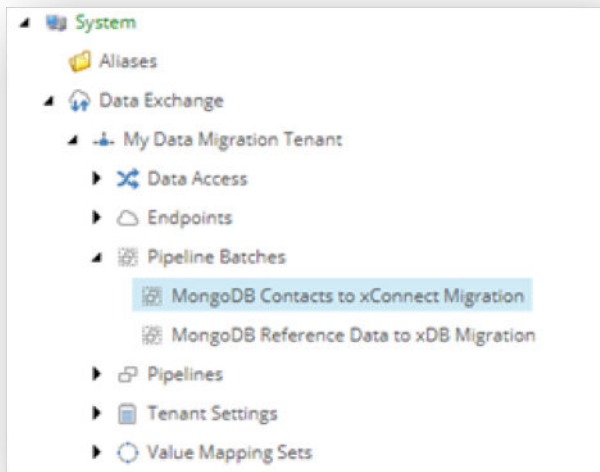 System
Aliases
Data Exchange
My Data Migration Tenant
Data Access
Endpoints
Pipeline Batches
MongoDB Contacts to xConnect Migration
MongoDB Reference Data to xDB Migration
Pipelines
Tenant Settings
Value Mapping Sets